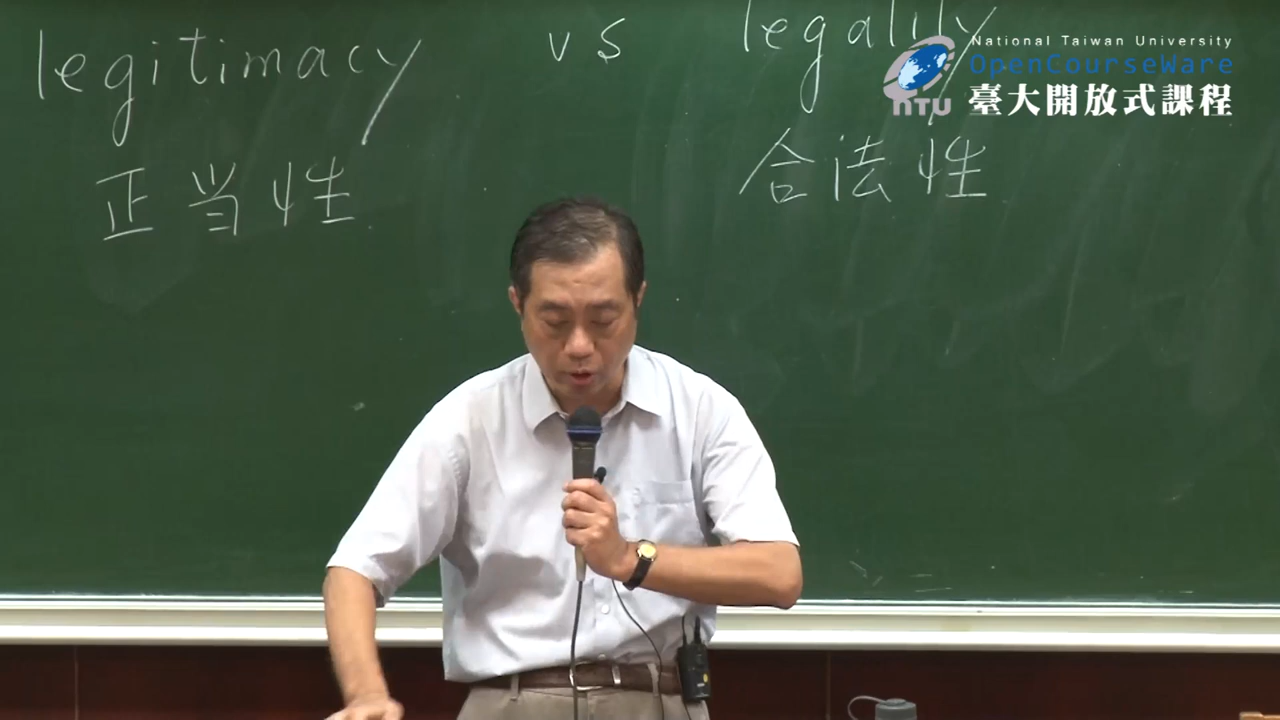 legitimacy vs legality
正当性 合法性
National Taiwan University
OpenCourseWare
臺大開放式課程
NTU